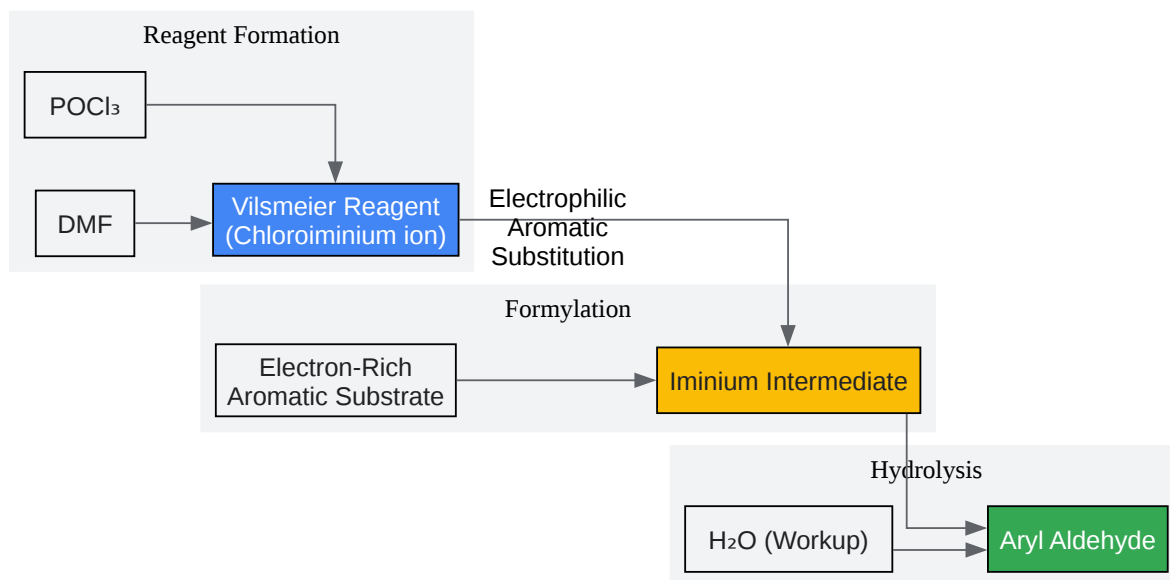 Reagent Formation
POCl₃
DMF
Vilsmeier Reagent
(Chloroiminium ion)
Electrophilic
Aromatic
Substitution
Formylation
Electron-Rich
Aromatic Substrate
Iminium Intermediate
Hydrolysis
H₂O (Workup)
Aryl Aldehyde